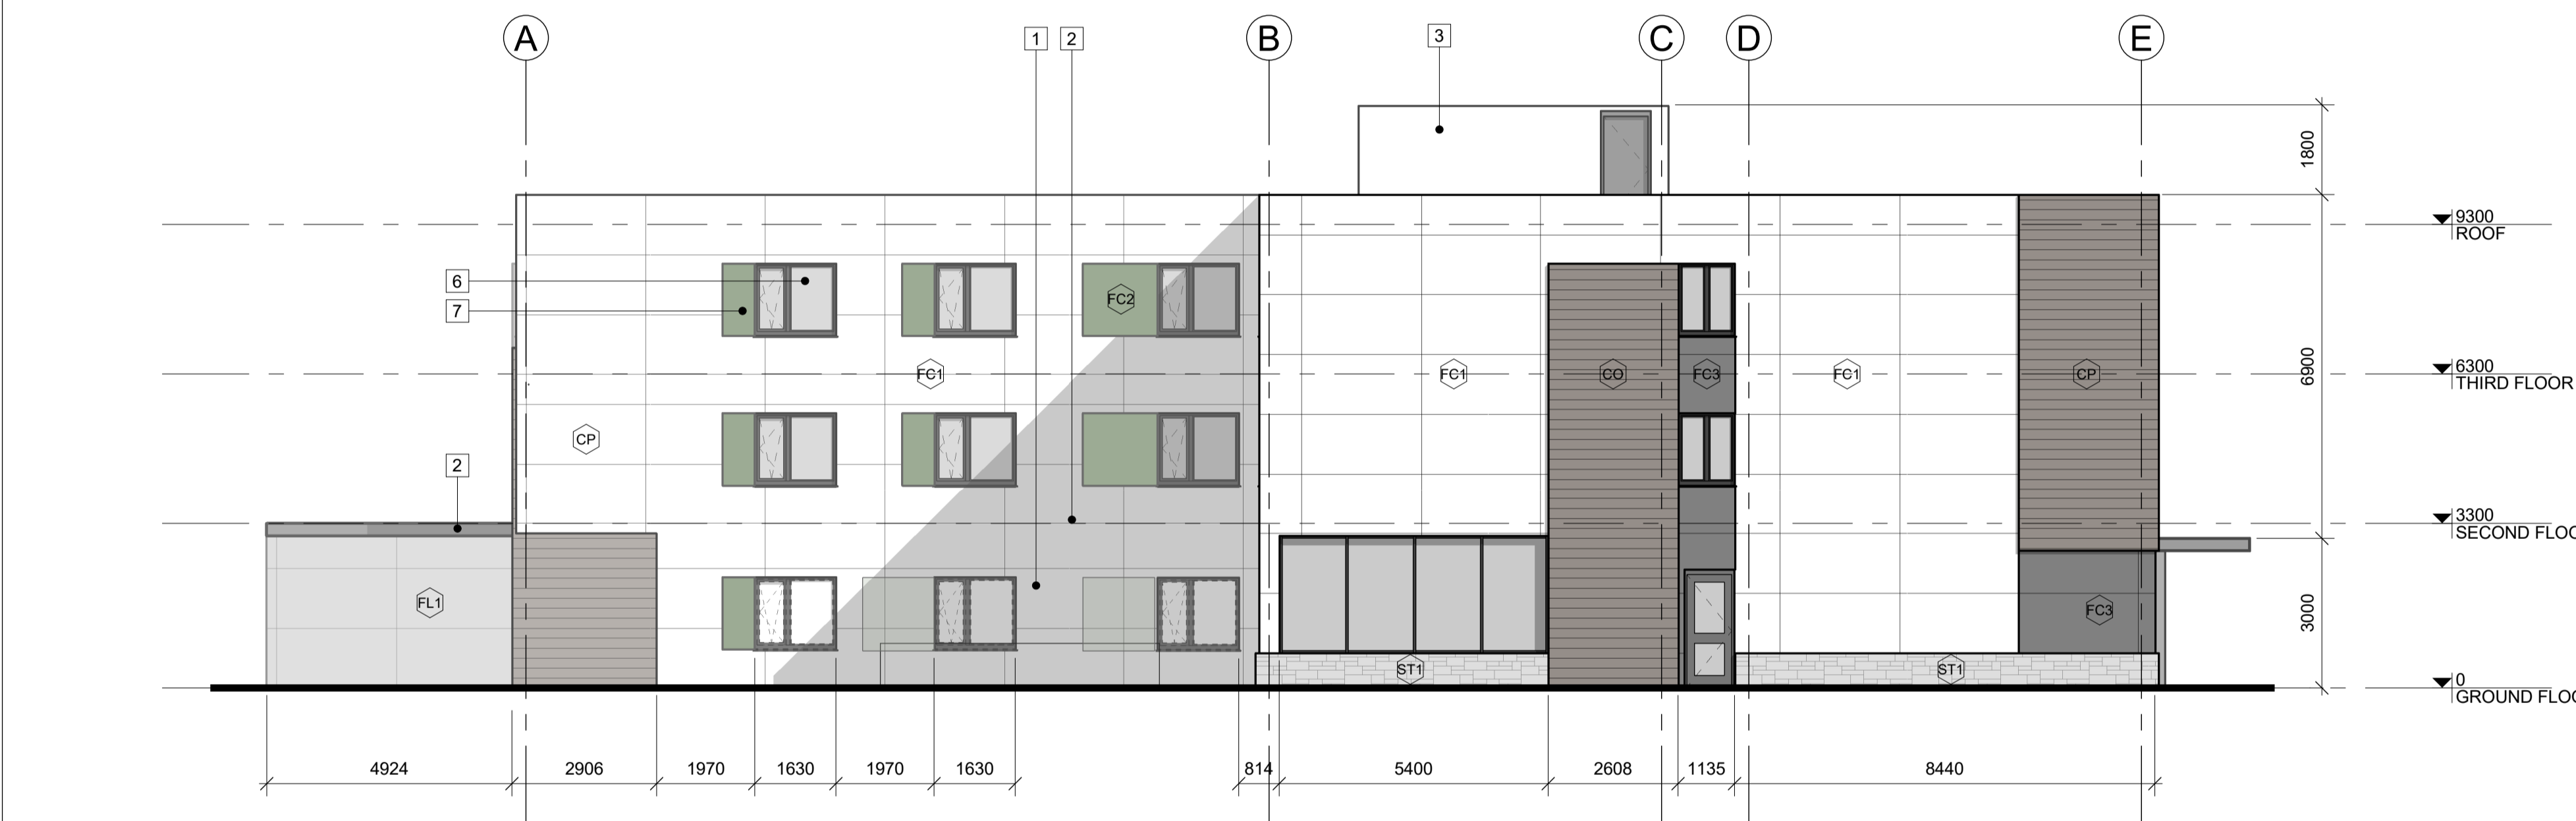 A
1
2
B
3
C
D
E
1800
9300
ROOF
6
7
FC2
FC1
FC1
CO
FC3
FC1
CP
6900
6300
THIRD FLOOR
CP
2
3300
SECOND FLOO
FL1
FC3
3000
ST1
ST1
0
GROUND FLOO
4924
2906
1970
1630
1970
1630
814
5400
2608
1135
8440